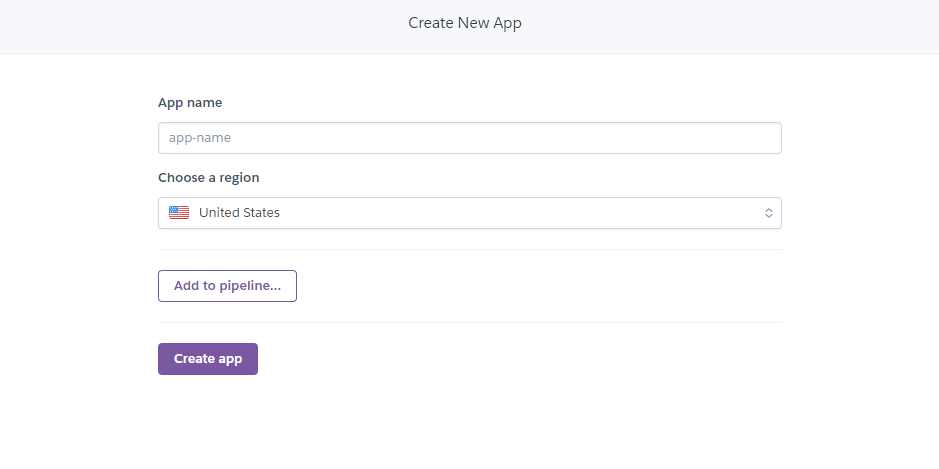 Create New App
App name
app-name
Choose a region
United States
Add to pipeline...
Create app